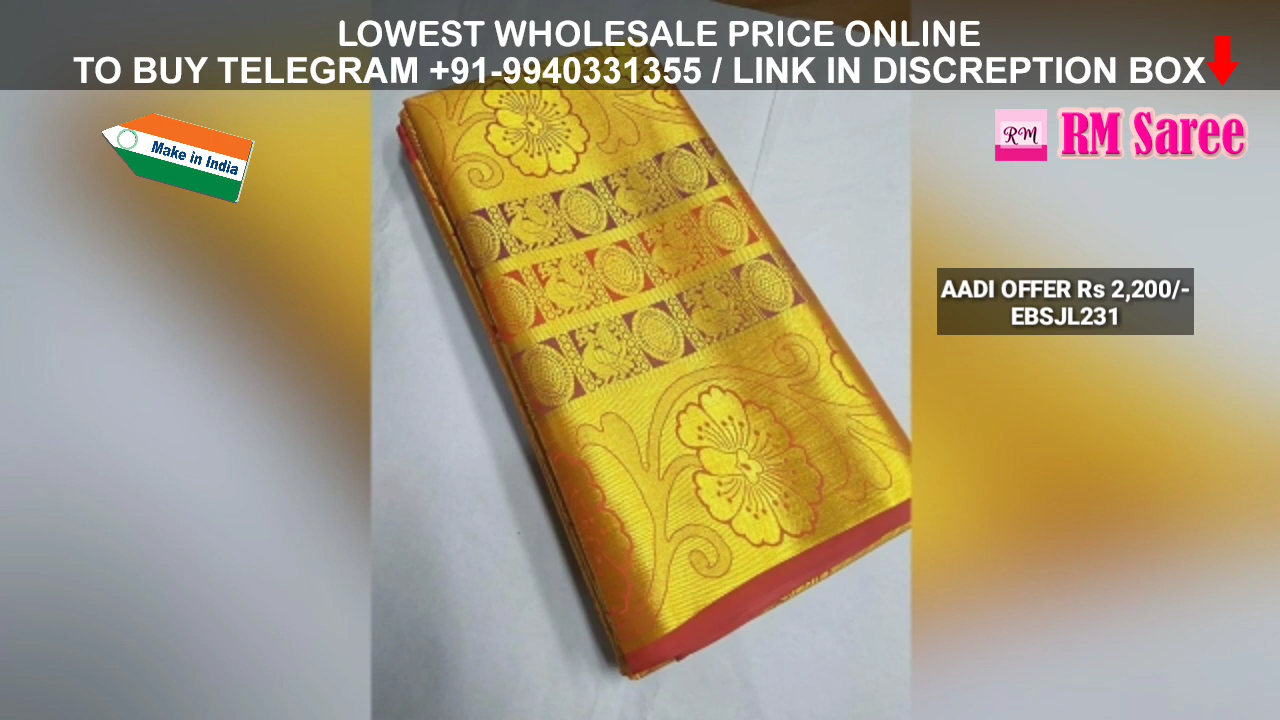 LOWEST WHOLESALE PRICE ONLINE
TO BUY TELEGRAM +91-9940331355 / LINK IN DISCREPTION BOX
Make in India
RM
RM Saree
AADI OFFER Rs 2,200/-
EBSJL231